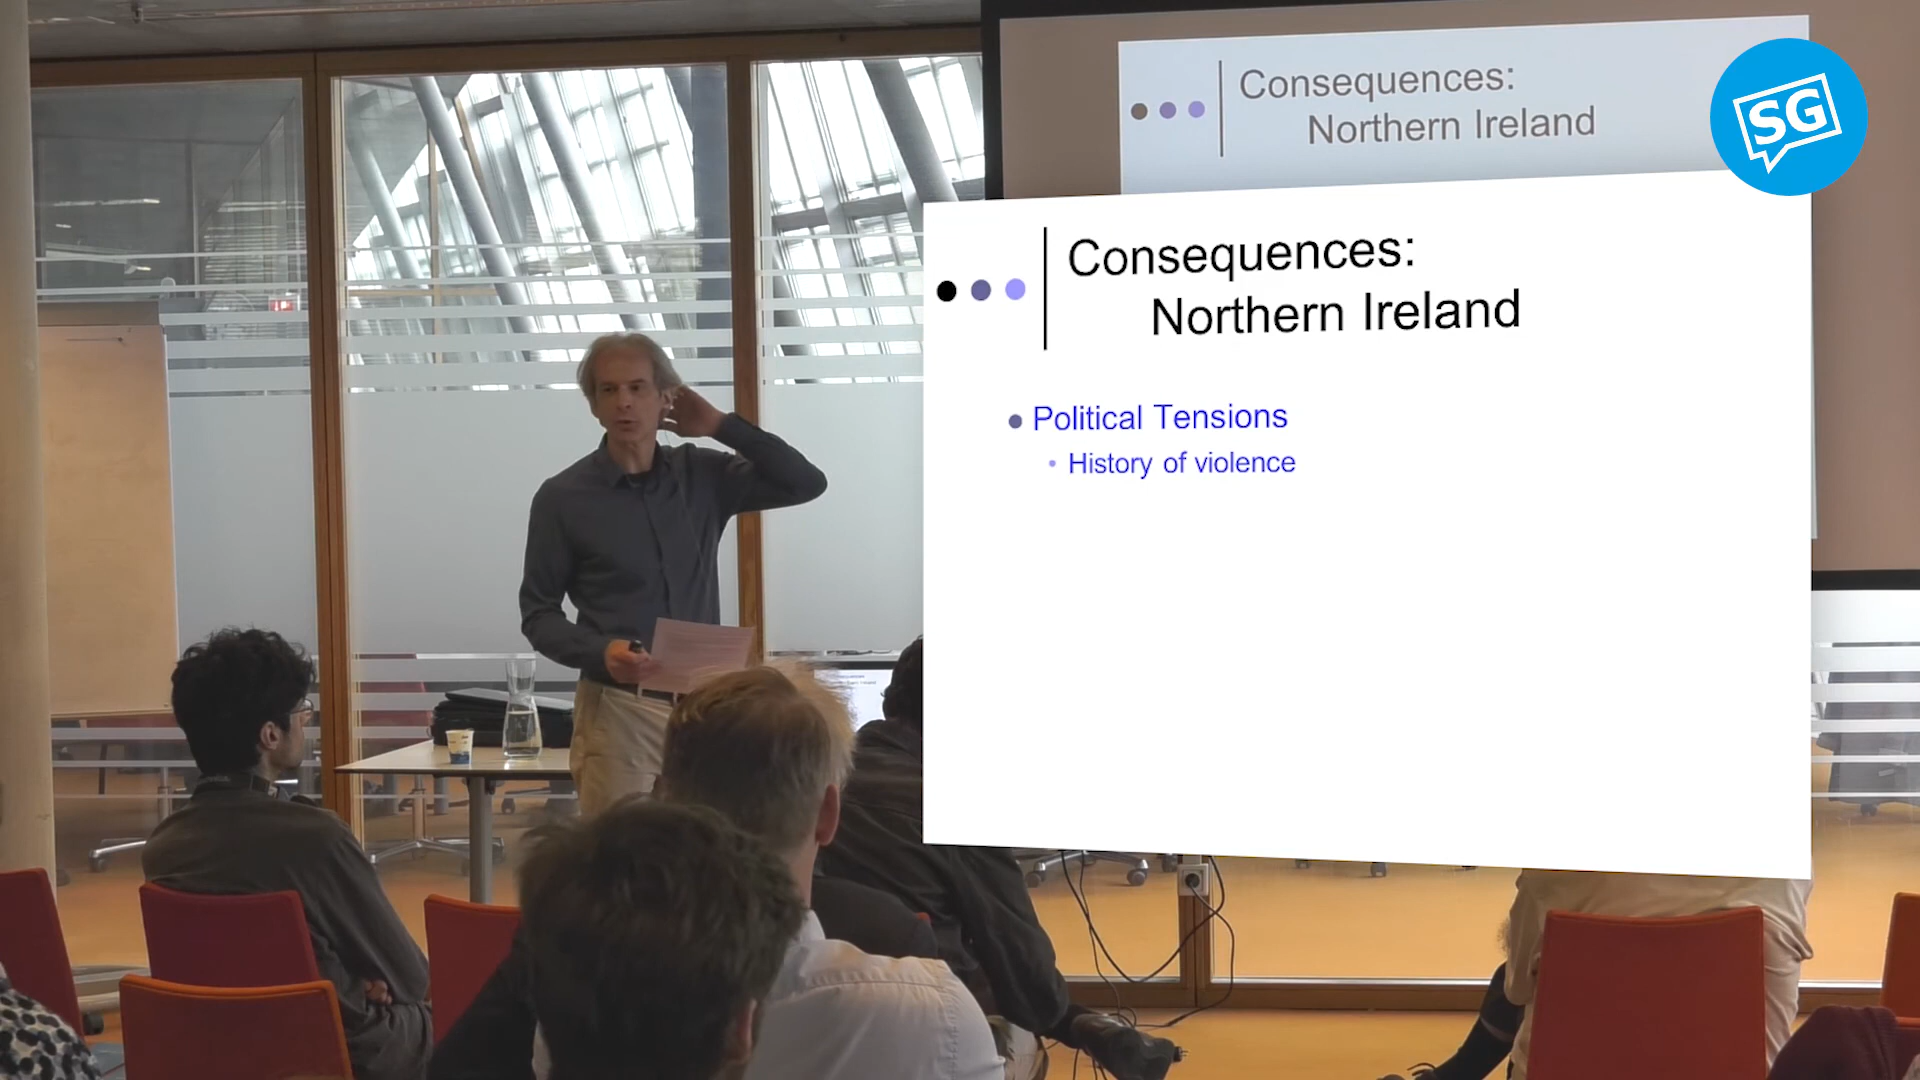 Consequences:
Northern Ireland
SG
Consequences:
Northern Ireland
Political Tensions
History of violence